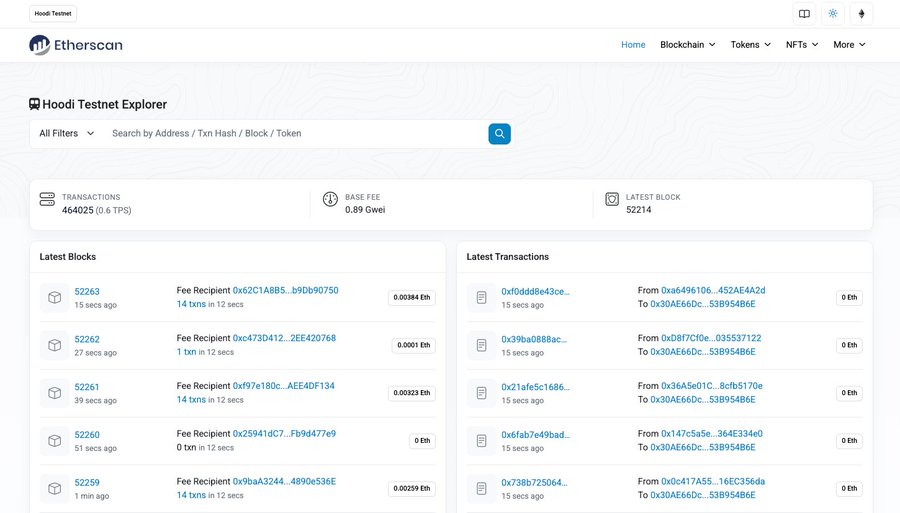 Hoodi Testnet
Etherscan
Home Blockchain Tokens NFTs More
Hoodi Testnet Explorer
All Filters Search by Address / Txn Hash / Block / Token
TRANSACTIONS
464025 (0.6 TPS)
BASE FEE
0.89 Gwei
LATEST BLOCK
52214
Latest Blocks
52263 Fee Recipient 0x62C1A8B5...b9Db90750
15 secs ago 14 txns in 12 secs 0.00384 Eth
52262 Fee Recipient 0xc473D412...2EE420768
27 secs ago 1 txn in 12 secs 0.0001 Eth
52261 Fee Recipient 0xf97e180c...AEE4DF134
39 secs ago 14 txns in 12 secs 0.00323 Eth
52260 Fee Recipient 0x25941dC7...Fb9d477e9
51 secs ago 0 txn in 12 secs 0 Eth
52259 Fee Recipient 0x9baA3244...4890e536E
1 min ago 14 txns in 12 secs 0.00259 Eth
Latest Transactions
0xf0ddd8e43ce... From 0xa6496106...452AE4A2d
15 secs ago To 0x30AE66Dc...53B954B6E 0 Eth
0x39ba0888ac... From 0xD8f7Cf0e...035537122
15 secs ago To 0x30AE66Dc...53B954B6E 0 Eth
0x21afe5c1686... From 0x36A5e01C...8cfb5170e
15 secs ago To 0x30AE66Dc...53B954B6E 0 Eth
0x6fab7e49bad... From 0x147c5a5e...364E334e0
15 secs ago To 0x30AE66Dc...53B954B6E 0 Eth
0x738b725064... From 0x0c417A55...16EC356da
15 secs ago To 0x30AE66Dc...53B954B6E 0 Eth